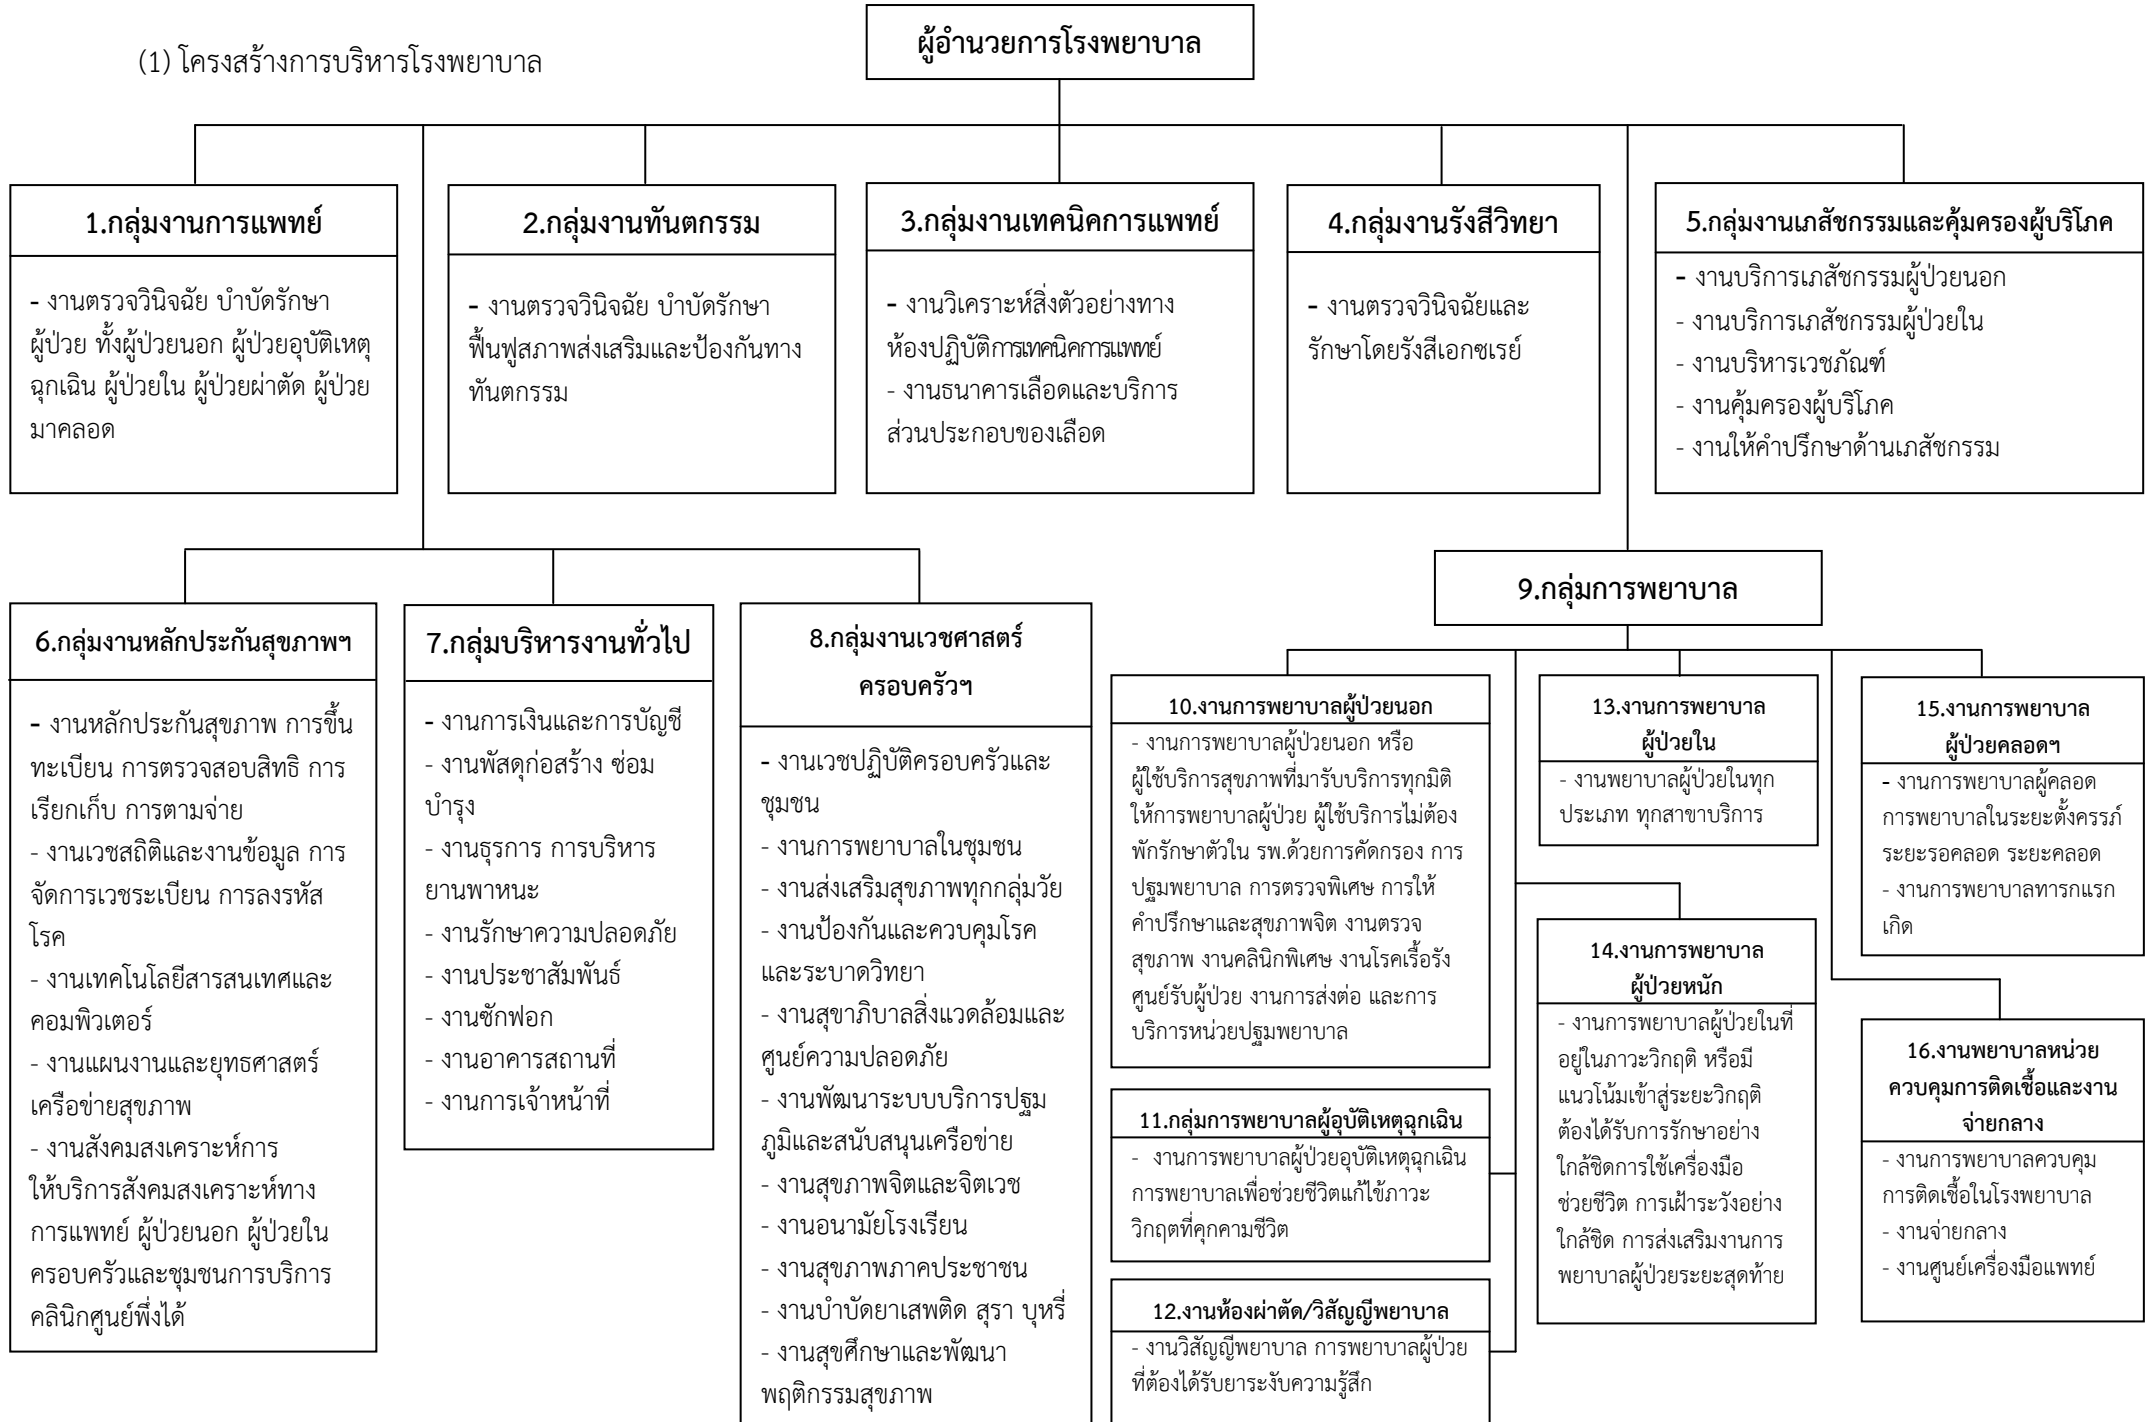 ผู้อำนวยการโรงพยาบาล
(1) โครงสร้างการบริหารโรงพยาบาล
1.กลุ่มงานการแพทย์
- งานตรวจวินิจฉัย บำบัดรักษา
ผู้ป่วย ทั้งผู้ป่วยนอก ผู้ป่วยอุบัติเหตุ
ฉุกเฉิน ผู้ป่วยใน ผู้ป่วยผ่าตัด ผู้ป่วย
มาคลอด
2.กลุ่มงานทันตกรรม
- งานตรวจวินิจฉัย บำบัดรักษา
ฟื้นฟูสภาพส่งเสริมและป้องกันทาง
ทันตกรรม
3.กลุ่มงานเทคนิคการแพทย์
- งานวิเคราะห์สิ่งตัวอย่างทาง
ห้องปฏิบัติการเทคนิคการแพทย์
- งานธนาคารเลือดและบริการ
ส่วนประกอบของเลือด
4.กลุ่มงานรังสีวิทยา
- งานตรวจวินิจฉัยและ
รักษาโดยรังสีเอกซเรย์
5.กลุ่มงานเภสัชกรรมและคุ้มครองผู้บริโภค
- งานบริการเภสัชกรรมผู้ป่วยนอก
- งานบริการเภสัชกรรมผู้ป่วยใน
- งานบริหารเวชภัณฑ์
- งานคุ้มครองผู้บริโภค
- งานให้คำปรึกษาด้านเภสัชกรรม
6.กลุ่มงานหลักประกันสุขภาพฯ
- งานหลักประกันสุขภาพ การขึ้น
ทะเบียน การตรวจสอบสิทธิ การ
เรียกเก็บ การตามจ่าย
- งานเวชสถิติและงานข้อมูล การ
จัดการเวชระเบียน การลงรหัส
โรค
- งานเทคโนโลยีสารสนเทศและ
คอมพิวเตอร์
- งานแผนงานและยุทธศาสตร์
เครือข่ายสุขภาพ
- งานสังคมสงเคราะห์การ
ให้บริการสังคมสงเคราะห์ทาง
การแพทย์ ผู้ป่วยนอก ผู้ป่วยใน
ครอบครัวและชุมชนการบริการ
คลินิกศูนย์พึ่งได้
7.กลุ่มบริหารงานทั่วไป
- งานการเงินและการบัญชี
- งานพัสดุก่อสร้าง ซ่อม
บำรุง
- งานธุรการ การบริหาร
ยานพาหนะ
- งานรักษาความปลอดภัย
- งานประชาสัมพันธ์
- งานซักฟอก
- งานอาคารสถานที่
- งานการเจ้าหน้าที่
8.กลุ่มงานเวชศาสตร์
ครอบครัวฯ
- งานเวชปฏิบัติครอบครัวและ
ชุมชน
- งานการพยาบาลในชุมชน
- งานส่งเสริมสุขภาพทุกกลุ่มวัย
- งานป้องกันและควบคุมโรค
และระบาดวิทยา
- งานสุขาภิบาลสิ่งแวดล้อมและ
ศูนย์ความปลอดภัย
- งานพัฒนาระบบบริการปฐม
ภูมิและสนับสนุนเครือข่าย
- งานสุขภาพจิตและจิตเวช
- งานอนามัยโรงเรียน
- งานสุขภาพภาคประชาชน
- งานบำบัดยาเสพติด สุรา บุหรี่
- งานสุขศึกษาและพัฒนา
พฤติกรรมสุขภาพ
9.กลุ่มการพยาบาล
10.งานการพยาบาลผู้ป่วยนอก
- งานการพยาบาลผู้ป่วยนอก หรือ
ผู้ใช้บริการสุขภาพที่มารับบริการทุกมิติ
ให้การพยาบาลผู้ป่วย ผู้ใช้บริการไม่ต้อง
พักรักษาตัวใน รพ.ด้วยการคัดกรอง การ
ปฐมพยาบาล การตรวจพิเศษ การให้
คำปรึกษาและสุขภาพจิต งานตรวจ
สุขภาพ งานคลินิกพิเศษ งานโรคเรื้อรัง
ศูนย์รับผู้ป่วย งานการส่งต่อ และการ
บริการหน่วยปฐมพยาบาล
11.กลุ่มการพยาบาลผู้อุบัติเหตุฉุกเฉิน
- งานการพยาบาลผู้ป่วยอุบัติเหตุฉุกเฉิน
การพยาบาลเพื่อช่วยชีวิตแก้ไข้ภาวะ
วิกฤตที่คุกคามชีวิต
12.งานห้องผ่าตัด/วิสัญญีพยาบาล
- งานวิสัญญีพยาบาล การพยาบาลผู้ป่วย
ที่ต้องได้รับยาระงับความรู้สึก
13.งานการพยาบาล
ผู้ป่วยใน
- งานพยาบาลผู้ป่วยในทุก
ประเภท ทุกสาขาบริการ
14.งานการพยาบาล
ผู้ป่วยหนัก
- งานการพยาบาลผู้ป่วยในที่
อยู่ในภาวะวิกฤติ หรือมี
แนวโน้มเข้าสู่ระยะวิกฤติ
ต้องได้รับการรักษาอย่าง
ใกล้ชิดการใช้เครื่องมือ
ช่วยชีวิต การเฝ้าระวังอย่าง
ใกล้ชิด การส่งเสริมงานการ
พยาบาลผู้ป่วยระยะสุดท้าย
15.งานการพยาบาล
ผู้ป่วยคลอดฯ
- งานการพยาบาลผู้คลอด
การพยาบาลในระยะตั้งครรภ์
ระยะรอคลอด ระยะคลอด
- งานการพยาบาลทารกแรก
เกิด
16.งานพยาบาลหน่วย
ควบคุมการติดเชื้อและงาน
จ่ายกลาง
- งานการพยาบาลควบคุม
การติดเชื้อในโรงพยาบาล
- งานจ่ายกลาง
- งานศูนย์เครื่องมือแพทย์